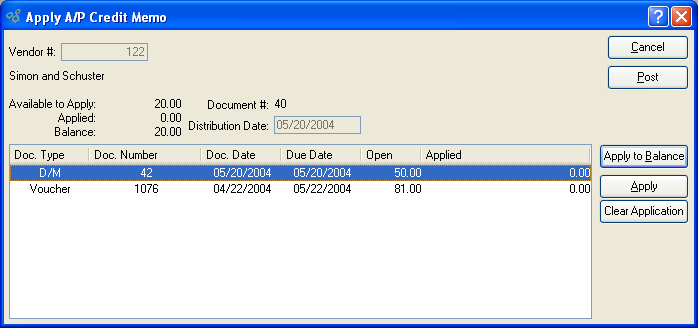 Apply A/P Credit Memo
Vendor #: 122
Cancel
Simon and Schuster
Post
Available to Apply: 20.00 Document #: 40
Applied: 0.00
Distribution Date: 05/20/2004
Balance: 20.00
Doc. Type Doc. Number Doc. Date Due Date Open Applied
D/M 42 05/20/2004 05/20/2004 50.00 0.00
Voucher 1076 04/22/2004 05/22/2004 81.00 0.00
Apply to Balance
Apply
Clear Application